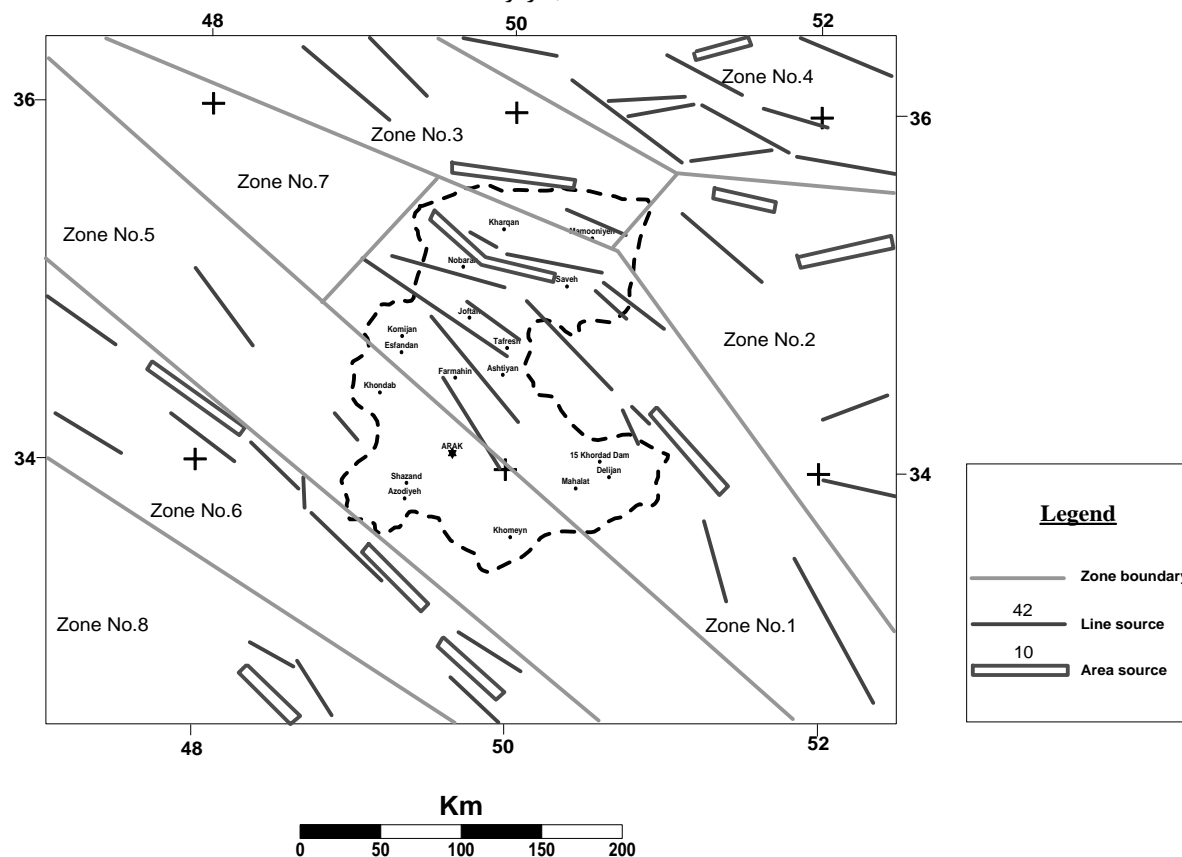 48 50 52
Zone No.4
36 36
Zone No.3
Zone No.7
Kharqan
Zone No.5
Mamooniyeh
Nobaran
Saveh
Joftan
Komijan
Zone No.2
Tafresh
Esfandan
Farmahin
Ashtiyan
Khondab
ARAK
15 Khordad Dam
34 34
Delijan
Shazand
Mahalat
Azodiyeh
Zone No.6
Khomeyn
Zone No.8
Zone No.1
48 50 52
Legend
Zone boundary
42
Line source
10
Area source
Km
0 50 100 150 200